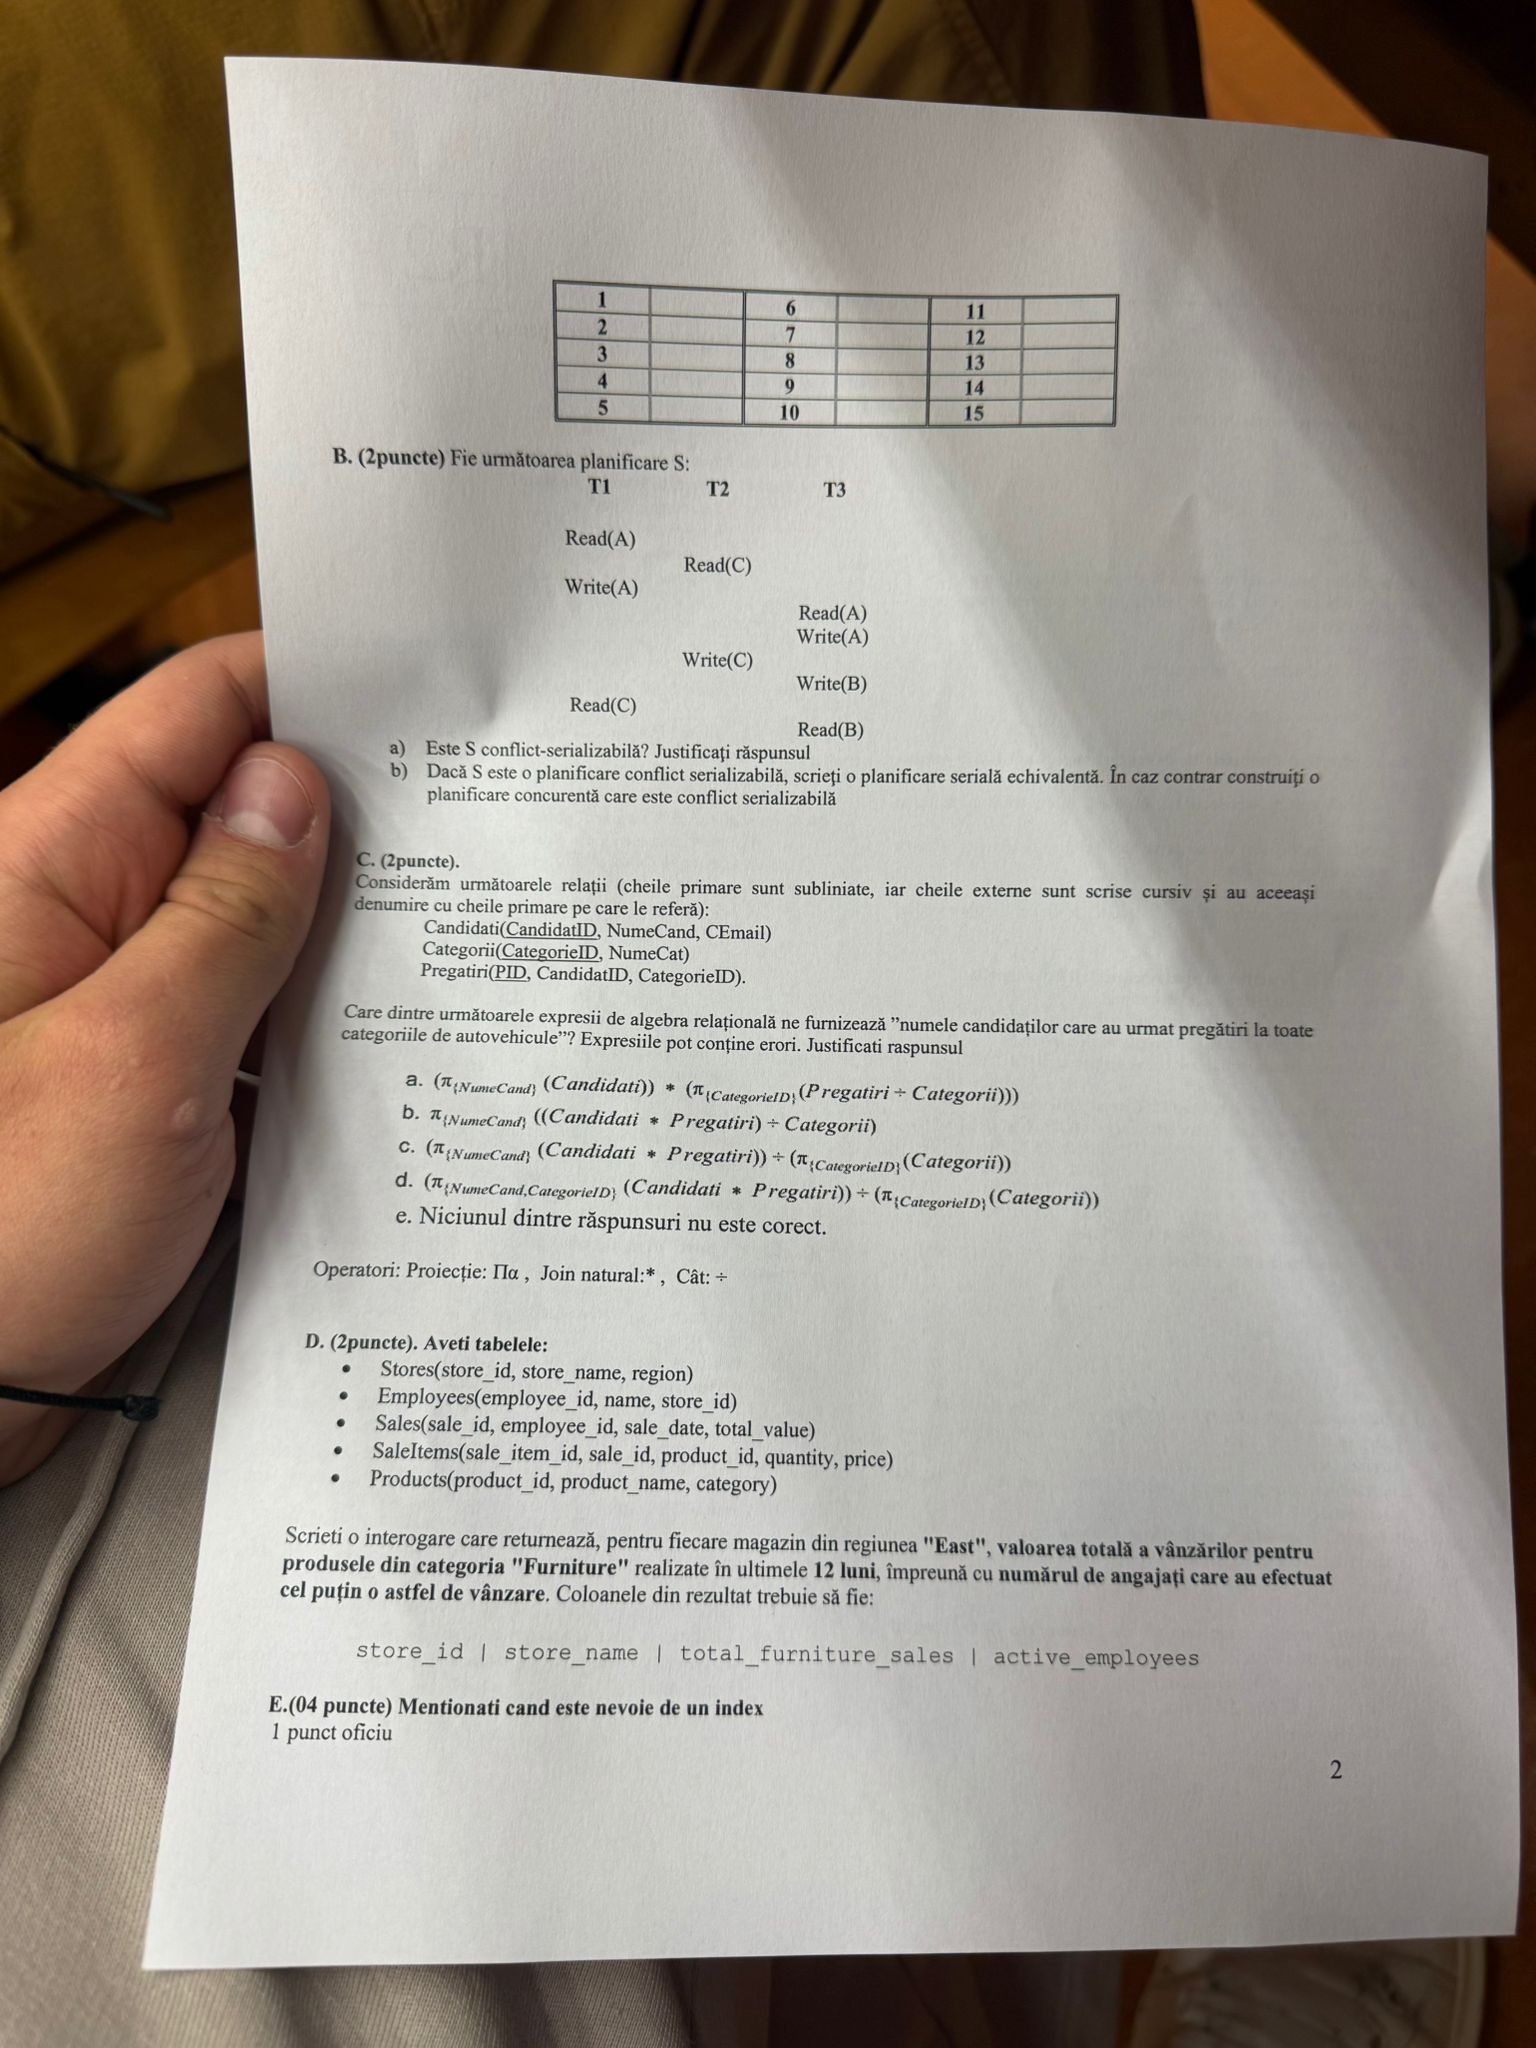 1 6 11
2 7 12
3 8 13
4 9 14
5 10 15
B. (2puncte) Fie următoarea planificare S:
T1 T2 T3
Read(A)
Read(C)
Write(A)
Read(A)
Write(A)
Write(C)
Write(B)
Read(C)
Read(B)
a) Este S conflict-serializabilă? Justificați răspunsul
b) Dacă S este o planificare conflict serializabilă, scrieți o planificare serială echivalentă. În caz contrar construiți o
planificare concurentă care este conflict serializabilă
C. (2puncte).
Considerăm următoarele relații (cheile primare sunt subliniate, iar cheile externe sunt scrise cursiv și au aceeași
denumire cu cheile primare pe care le referă):
Candidati(CandidatID, NumeCand, CEmail)
Categorii(CategorieID, NumeCat)
Pregatiri(PID, CandidatID, CategorieID).
Care dintre următoarele expresii de algebra relațională ne furnizează ”numele candidaților care au urmat pregătiri la toate
categoriile de autovehicule”? Expresiile pot conține erori. Justificati raspunsul
a. (π{NumeCand} (Candidati)) * (π{CategorieID}(Pregatiri ÷ Categorii)))
b. π{NumeCand} ((Candidati * Pregatiri) ÷ Categorii)
c. (π{NumeCand} (Candidati * Pregatiri)) ÷ (π{CategorieID}(Categorii))
d. (π{NumeCand,CategorieID} (Candidati * Pregatiri)) ÷ (π{CategorieID}(Categorii))
e. Niciunul dintre răspunsuri nu este corect.
Operatori: Proiecție: Πα , Join natural:* , Cât: ÷
D. (2puncte). Aveti tabelele:
• Stores(store_id, store_name, region)
• Employees(employee_id, name, store_id)
• Sales(sale_id, employee_id, sale_date, total_value)
• SaleItems(sale_item_id, sale_id, product_id, quantity, price)
• Products(product_id, product_name, category)
Scrieti o interogare care returnează, pentru fiecare magazin din regiunea "East", valoarea totală a vânzărilor pentru
produsele din categoria "Furniture" realizate în ultimele 12 luni, împreună cu numărul de angajați care au efectuat
cel puțin o astfel de vânzare. Coloanele din rezultat trebuie să fie:
store_id | store_name | total_furniture_sales | active_employees
E.(04 puncte) Mentionati cand este nevoie de un index
1 punct oficiu
2